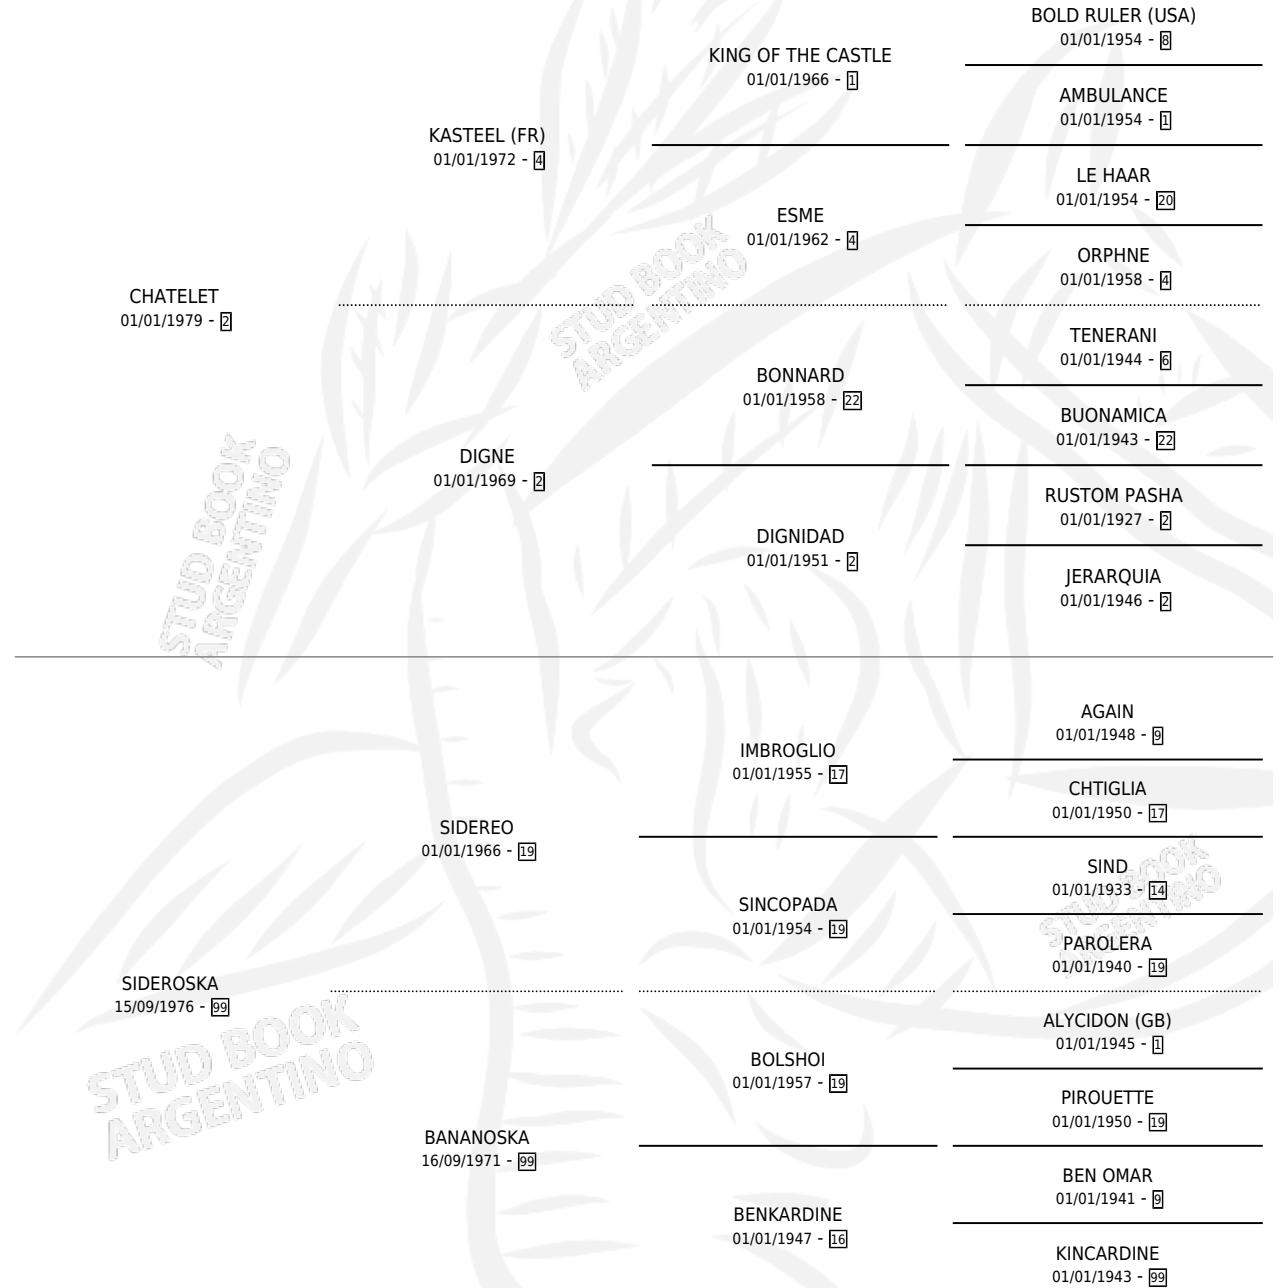 BOLD RULER (USA)
01/01/1954 - 8
KING OF THE CASTLE
01/01/1966 - 1
AMBULANCE
01/01/1954 - 1
KASTEEL (FR)
01/01/1972 - 4
LE HAAR
01/01/1954 - 20
ESME
01/01/1962 - 4
ORPHNE
01/01/1958 - 4
CHATELET
01/01/1979 - 2
TENERANI
01/01/1944 - 6
BONNARD
01/01/1958 - 22
BUONAMICA
01/01/1943 - 22
DIGNE
01/01/1969 - 2
RUSTOM PASHA
01/01/1927 - 2
DIGNIDAD
01/01/1951 - 2
JERARQUIA
01/01/1946 - 2
STUD BOOK
ARGENTINO
STUD BOOK
ARGENTINO
AGAIN
01/01/1948 - 9
IMBROGLIO
01/01/1955 - 17
CHTIGLIA
01/01/1950 - 17
SIDEREO
01/01/1966 - 19
SIND
01/01/1933 - 14
SINCOPADA
01/01/1954 - 19
PAROLERA
01/01/1940 - 19
SIDEROSKA
15/09/1976 - 99
ALYCIDON (GB)
01/01/1945 - 1
BOLSHOI
01/01/1957 - 19
PIROUETTE
01/01/1950 - 19
BANANOSKA
16/09/1971 - 99
BEN OMAR
01/01/1941 - 9
BENKARDINE
01/01/1947 - 16
KINCARDINE
01/01/1943 - 99
STUD BOOK
ARGENTINO
STUD BOOK
ARGENTINO